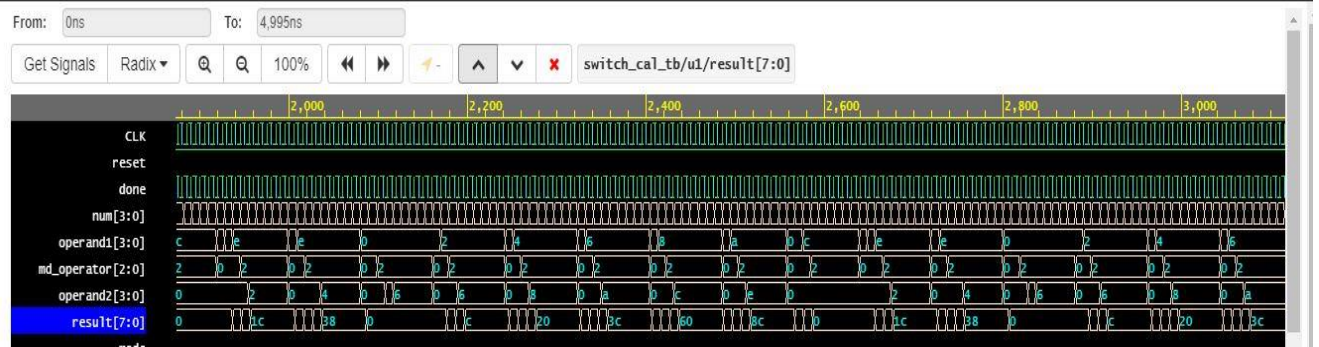 From: 0ns To: 4,995ns
Get Signals Radix 100% switch_cal_tb/u1/result[7:0]
2,000 2,200 2,400 2,600 2,800 3,000
CLK
reset
done
num[3:0]
operand1[3:0] c e e 0 2 4 6 8 a 0 c e e 0 2 4 6
md_operator[2:0] 2 0 2 0 2 0 2 0 2 0 2 0 2 0 2 0 2 0 2 0 2 0 2 0 2 0 2 0 2 0 2
operand2[3:0] 0 2 0 4 0 6 0 6 0 8 0 a 0 c 0 e 0 2 0 4 0 6 0 6 0 8 0 a
result[7:0] 0 1c 38 0 c 20 3c 60 8c 0 1c 38 0 c 20 3c